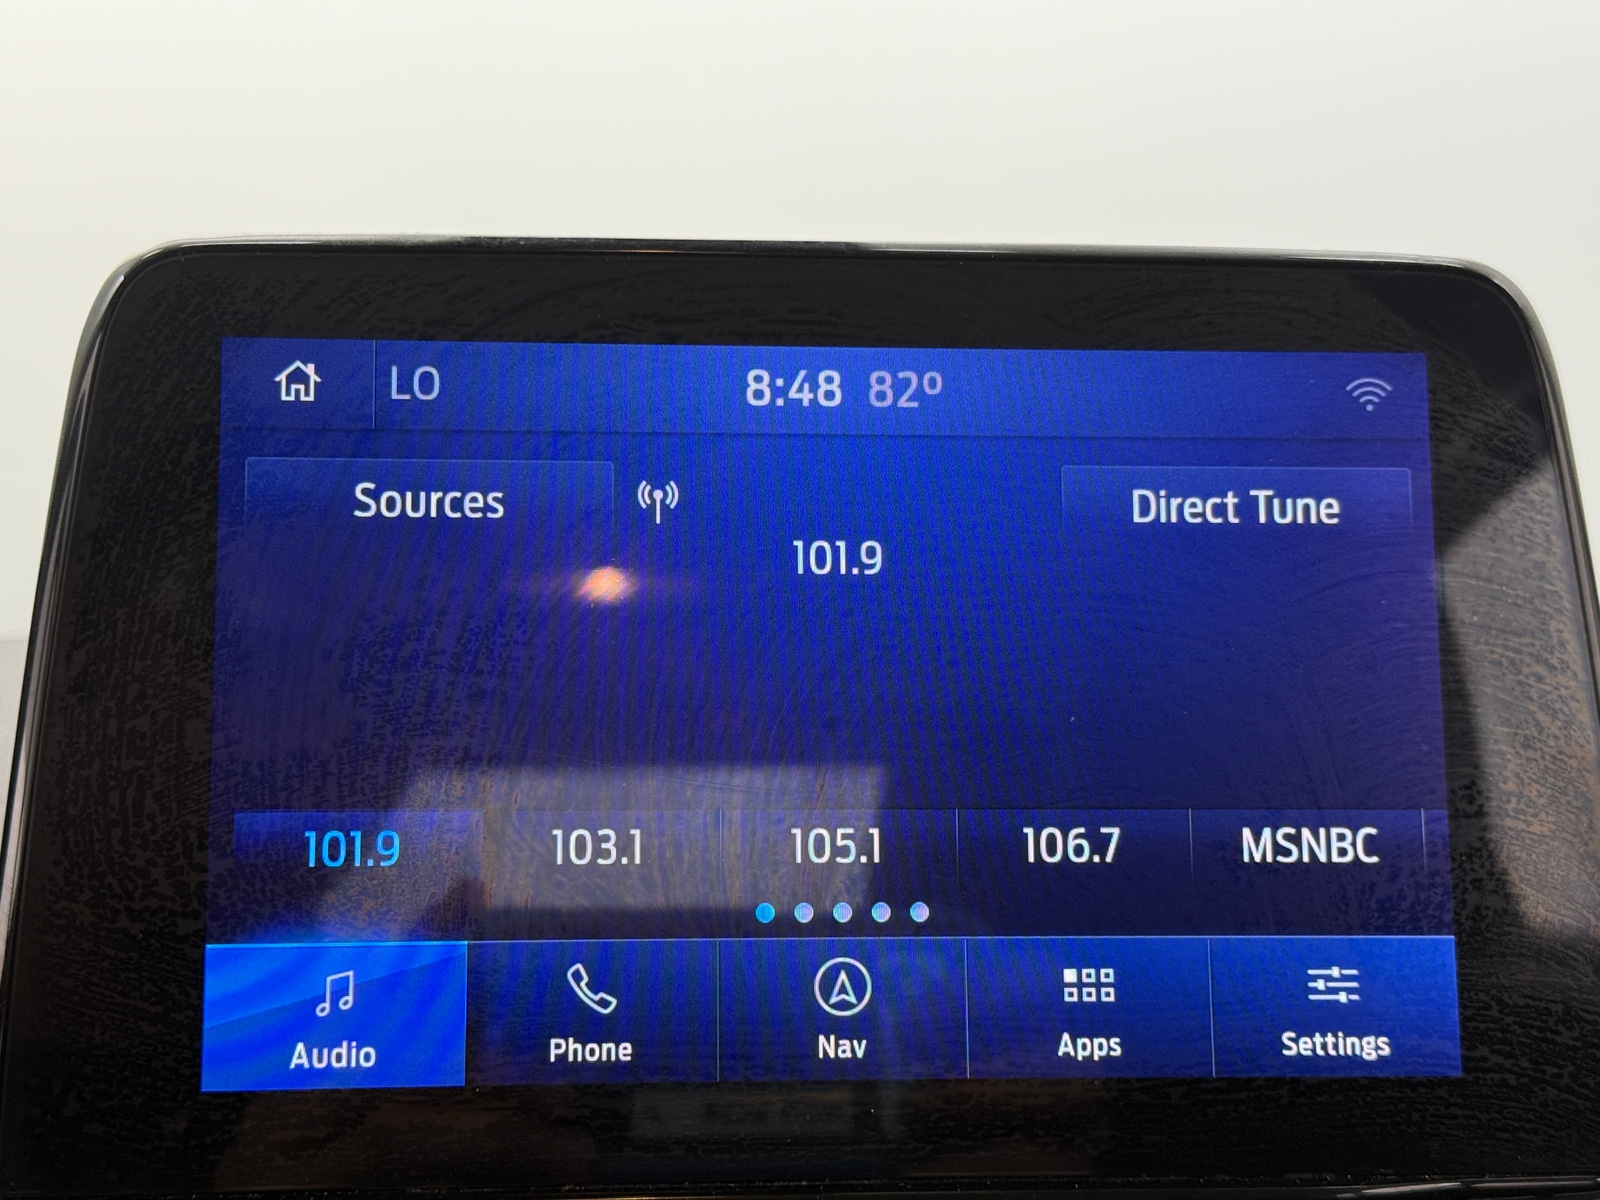 LO 8:48 82º
Sources Direct Tune
101.9
101.9 103.1 105.1 106.7 MSNBC
Audio Phone Nav Apps Settings